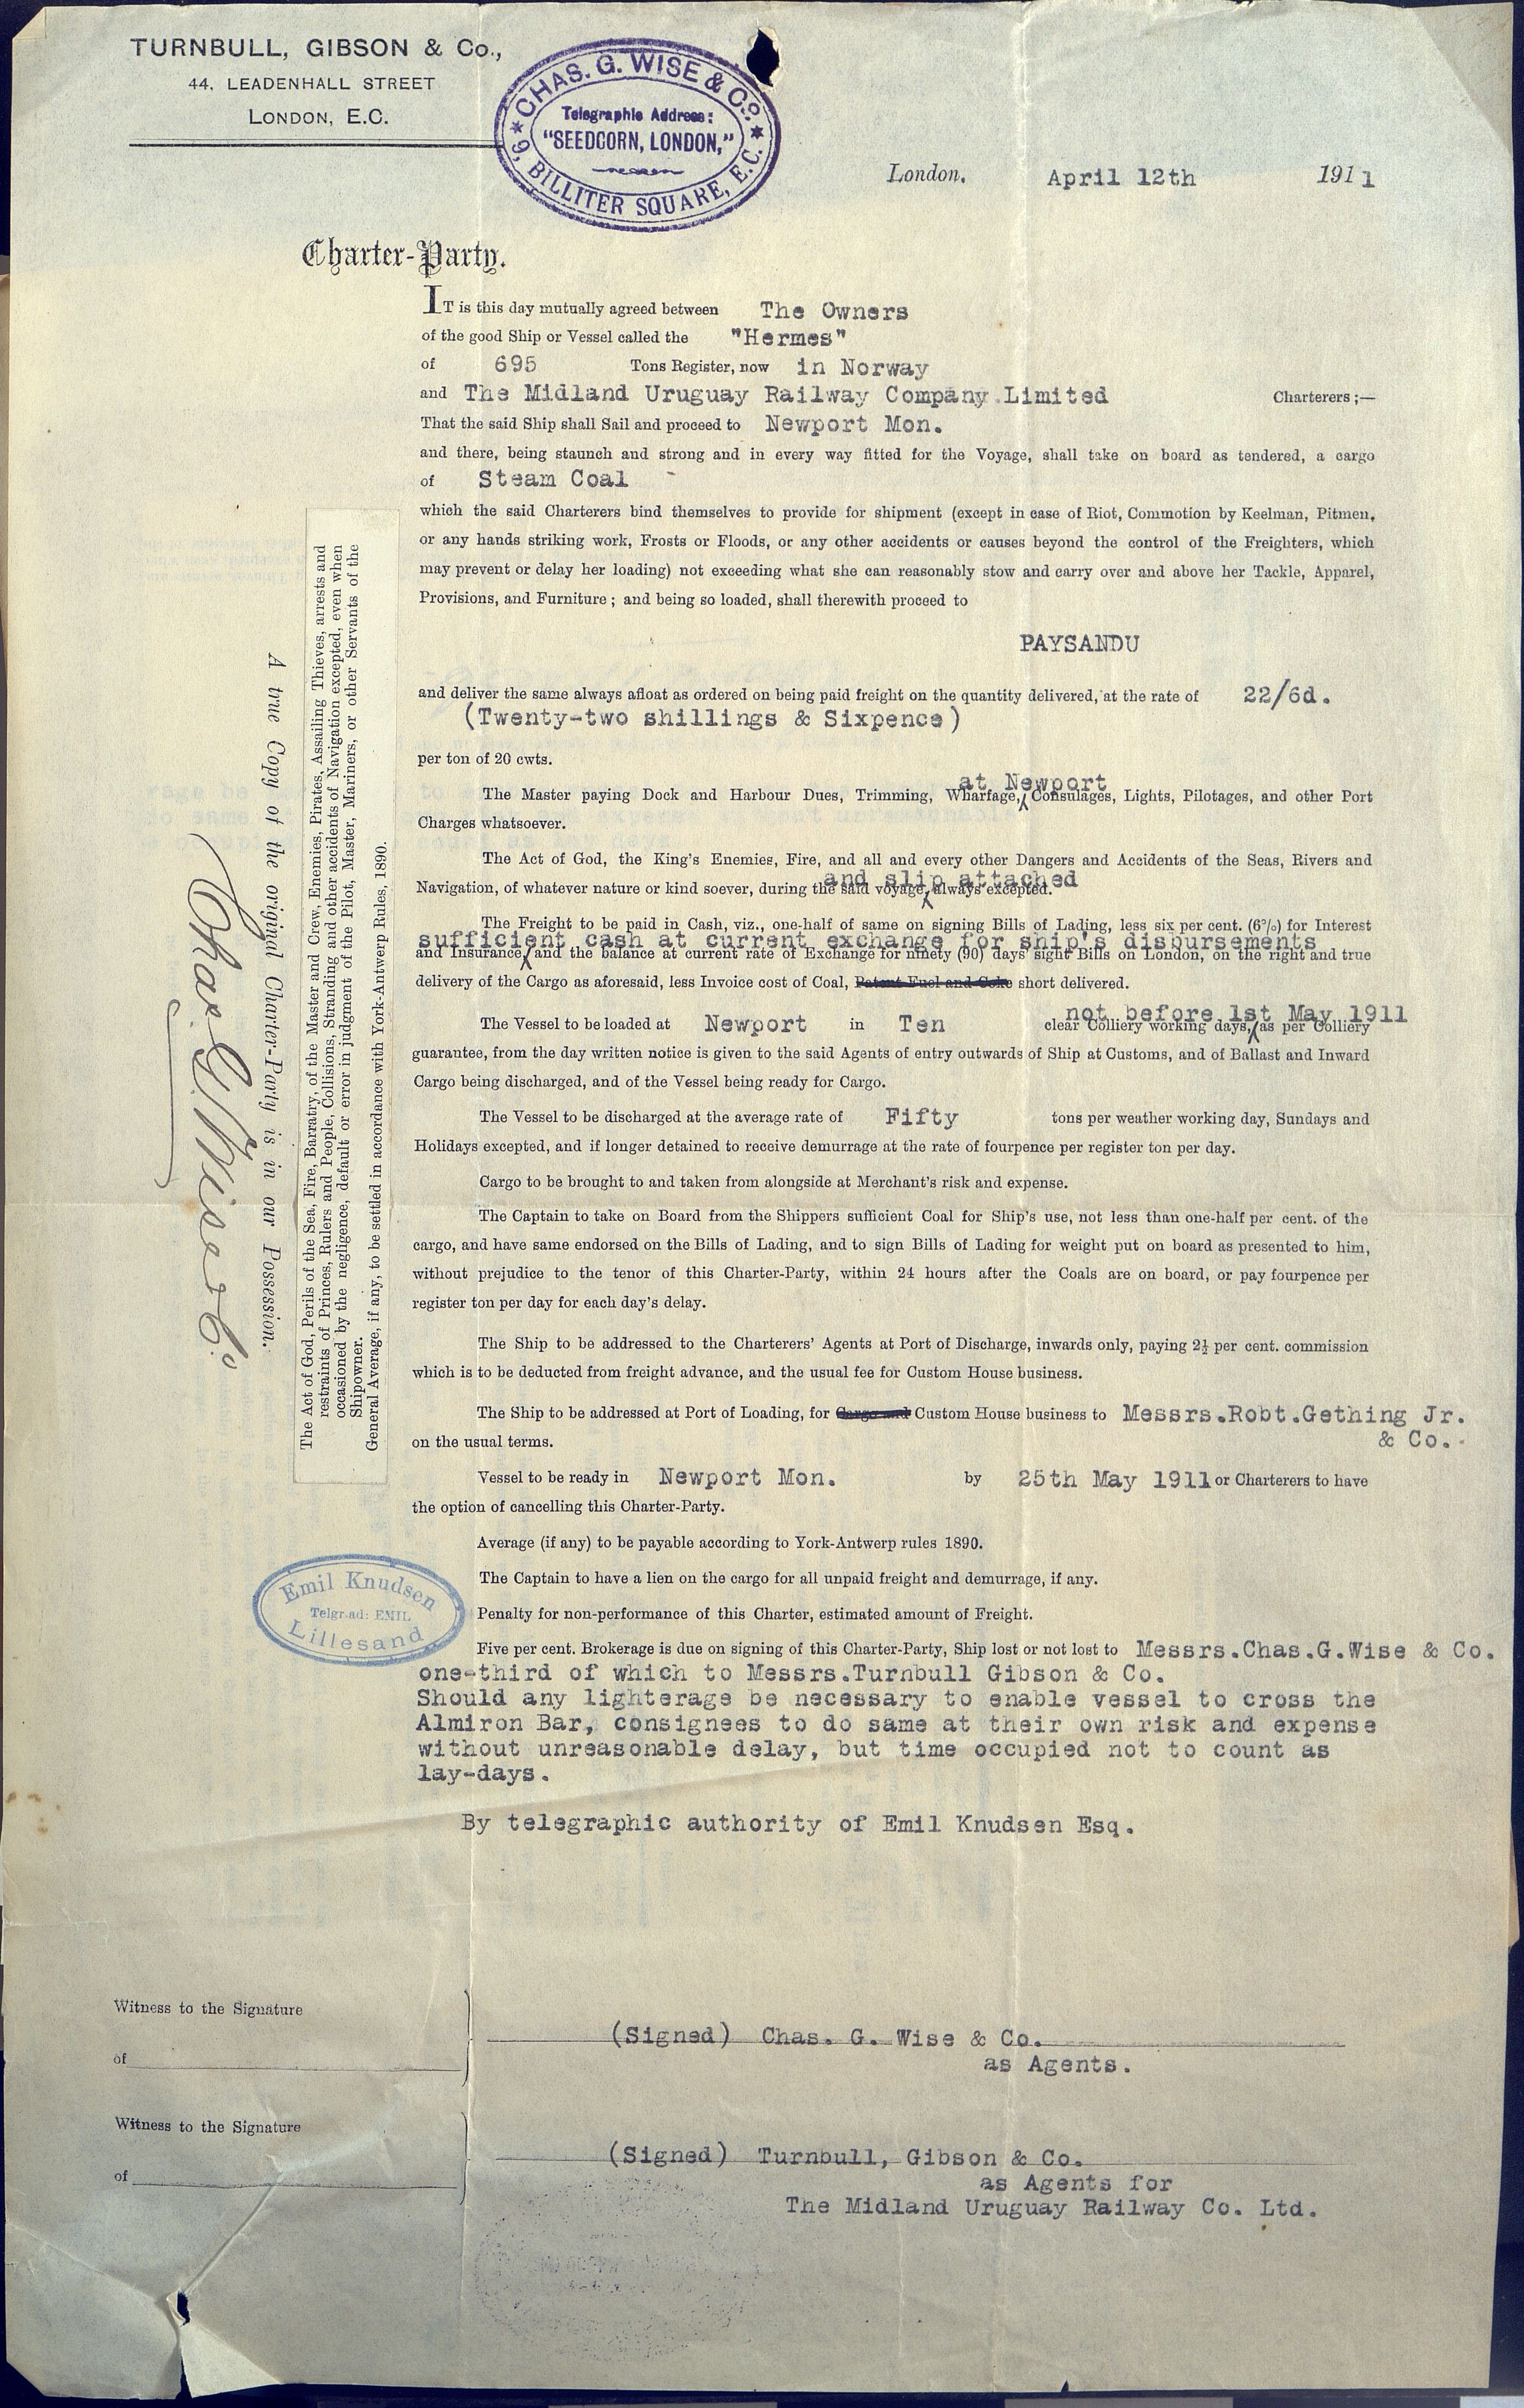 TURNBULL, GIBSON & Co.,
44, LEADENHALL STREET
LONDON, E.C.
CHAS. G. WISE & Co.
Telegraphic Address:
"SEEDCORN, LONDON,"
9, BILLITER SQUARE, E.C.
London, April 12th 1911
Charter-Party.
IT is this day mutually agreed between The Owners
of the good Ship or Vessel called the "Hermes"
of 695 Tons Register, now in Norway
and The Midland Uruguay Railway Company Limited Charterers;—
That the said Ship shall Sail and proceed to Newport Mon.
and there, being staunch and strong and in every way fitted for the Voyage, shall take on board as tendered, a cargo
of Steam Coal
which the said Charterers bind themselves to provide for shipment (except in case of Riot, Commotion by Keelman, Pitmen,
or any hands striking work, Frosts or Floods, or any other accidents or causes beyond the control of the Freighters, which
may prevent or delay her loading) not exceeding what she can reasonably stow and carry over and above her Tackle, Apparel,
Provisions, and Furniture; and being so loaded, shall therewith proceed to
PAYSANDU
and deliver the same always afloat as ordered on being paid freight on the quantity delivered, at the rate of 22/6d.
(Twenty-two shillings & Sixpence)
per ton of 20 cwts.
at Newport
The Master paying Dock and Harbour Dues, Trimming, Wharfage, Consulages, Lights, Pilotages, and other Port
Charges whatsoever.
The Act of God, the King's Enemies, Fire, and all and every other Dangers and Accidents of the Seas, Rivers and
and slip attached
Navigation, of whatever nature or kind soever, during the said voyage, always excepted.
The Freight to be paid in Cash, viz., one-half of same on signing Bills of Lading, less six per cent. (6%) for Interest
sufficient cash at current exchange for ship's disbursements
and Insurance, and the balance at current rate of Exchange for ninety (90) days' sight Bills on London, on the right and true
delivery of the Cargo as aforesaid, less Invoice cost of Coal, Patent Fuel and Coke short delivered.
not before 1st May 1911
The Vessel to be loaded at Newport in Ten clear Colliery working days, as per Colliery
guarantee, from the day written notice is given to the said Agents of entry outwards of Ship at Customs, and of Ballast and Inward
Cargo being discharged, and of the Vessel being ready for Cargo.
The Vessel to be discharged at the average rate of Fifty tons per weather working day, Sundays and
Holidays excepted, and if longer detained to receive demurrage at the rate of fourpence per register ton per day.
Cargo to be brought to and taken from alongside at Merchant's risk and expense.
The Captain to take on Board from the Shippers sufficient Coal for Ship's use, not less than one-half per cent. of the
cargo, and have same endorsed on the Bills of Lading, and to sign Bills of Lading for weight put on board as presented to him,
without prejudice to the tenor of this Charter-Party, within 24 hours after the Coals are on board, or pay fourpence per
register ton per day for each day's delay.
The Ship to be addressed to the Charterers' Agents at Port of Discharge, inwards only, paying 2½ per cent. commission
which is to be deducted from freight advance, and the usual fee for Custom House business.
The Ship to be addressed at Port of Loading, for Cargo and Custom House business to Messrs.Robt.Gething Jr.
& Co.
on the usual terms.
Vessel to be ready in Newport Mon. by 25th May 1911 or Charterers to have
the option of cancelling this Charter-Party.
Average (if any) to be payable according to York-Antwerp rules 1890.
The Captain to have a lien on the cargo for all unpaid freight and demurrage, if any.
Penalty for non-performance of this Charter, estimated amount of Freight.
Five per cent. Brokerage is due on signing of this Charter-Party, Ship lost or not lost to Messrs.Chas.G.Wise & Co.
one-third of which to Messrs.Turnbull Gibson & Co.
Should any lighterage be necessary to enable vessel to cross the
Almiron Bar, consignees to do same at their own risk and expense
without unreasonable delay, but time occupied not to count as
lay-days.
By telegraphic authority of Emil Knudsen Esq.
The Act of God, Perils of the Sea, Fire, Barratry, of the Master and Crew, Enemies, Pirates, Assailing Thieves, arrests and
restraints of Princes, Rulers and People, Collisions, Stranding and other accidents of Navigation excepted, even when
occasioned by the negligence, default or error in judgment of the Pilot, Master, Mariners, or other Servants of the
Shipowner.
General Average, if any, to be settled in accordance with York-Antwerp Rules, 1890.
A true Copy of the original Charter-Party is in our Possession.
Chas. G. Wise & Co.
Emil Knudsen
Telgr.ad: EMIL
Lillesand
Witness to the Signature
of
(Signed) Chas. G. Wise & Co.
as Agents.
Witness to the Signature
of
(Signed) Turnbull, Gibson & Co.
as Agents for
The Midland Uruguay Railway Co. Ltd.